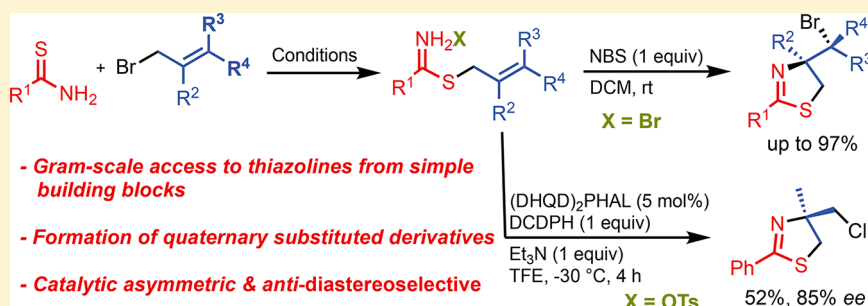 S
R¹ NH₂
+
Br R³
R⁴
R²
Conditions
NH₂X
R¹ S
R³
R⁴
R²
NBS (1 equiv)
DCM, rt
X = Br
Br R⁴
R² R³
N
R¹ S
up to 97%
- Gram-scale access to thiazolines from simple
building blocks
- Formation of quaternary substituted derivatives
- Catalytic asymmetric & anti-diastereoselective
(DHQD)₂PHAL (5 mol%)
DCDPH (1 equiv)
Et₃N (1 equiv)
TFE, -30 °C, 4 h
X = OTs
N
Cl
Ph S
52%, 85% ee